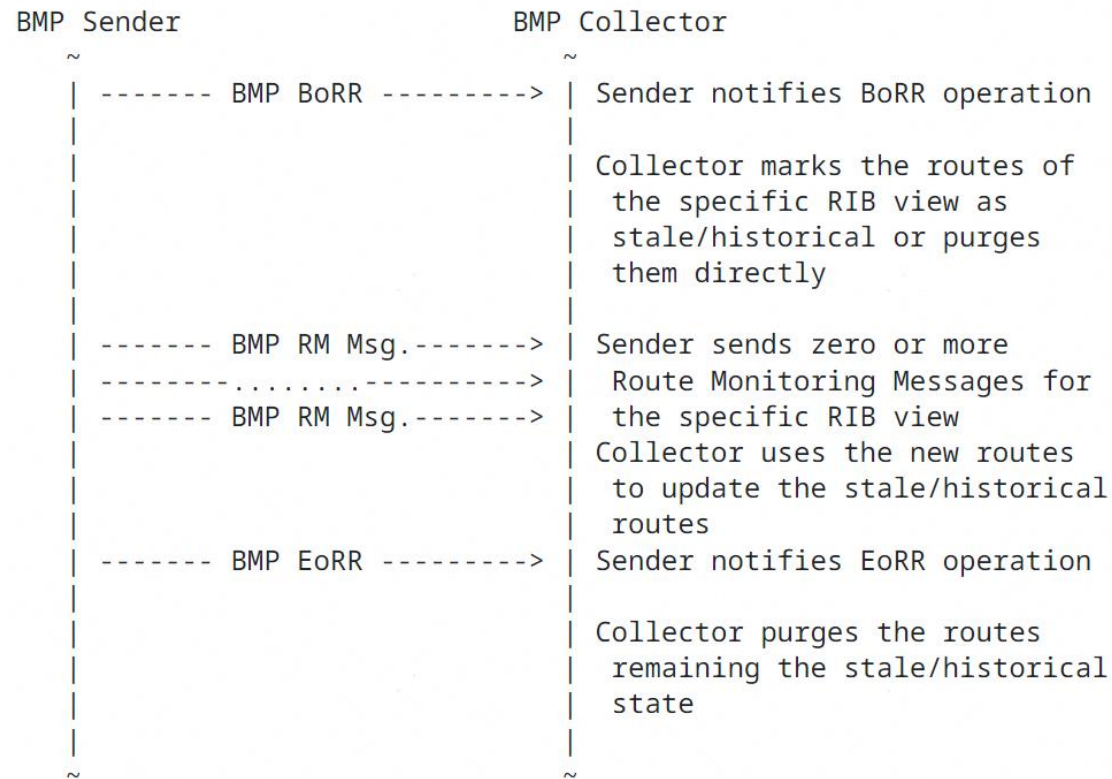 BMP Sender                     BMP Collector
   ~                              ~
   | ------- BMP BoRR ---------> | Sender notifies BoRR operation
   |                             |
   |                             | Collector marks the routes of
   |                             |  the specific RIB view as
   |                             |  stale/historical or purges
   |                             |  them directly
   |                             |
   | ------- BMP RM Msg.-------> | Sender sends zero or more
   | --------........----------> |  Route Monitoring Messages for
   | ------- BMP RM Msg.-------> |  the specific RIB view
   |                             | Collector uses the new routes
   |                             |  to update the stale/historical
   |                             |  routes
   | ------- BMP EoRR ---------> | Sender notifies EoRR operation
   |                             |
   |                             | Collector purges the routes
   |                             |  remaining the stale/historical
   |                             |  state
   |                             |
   ~                              ~